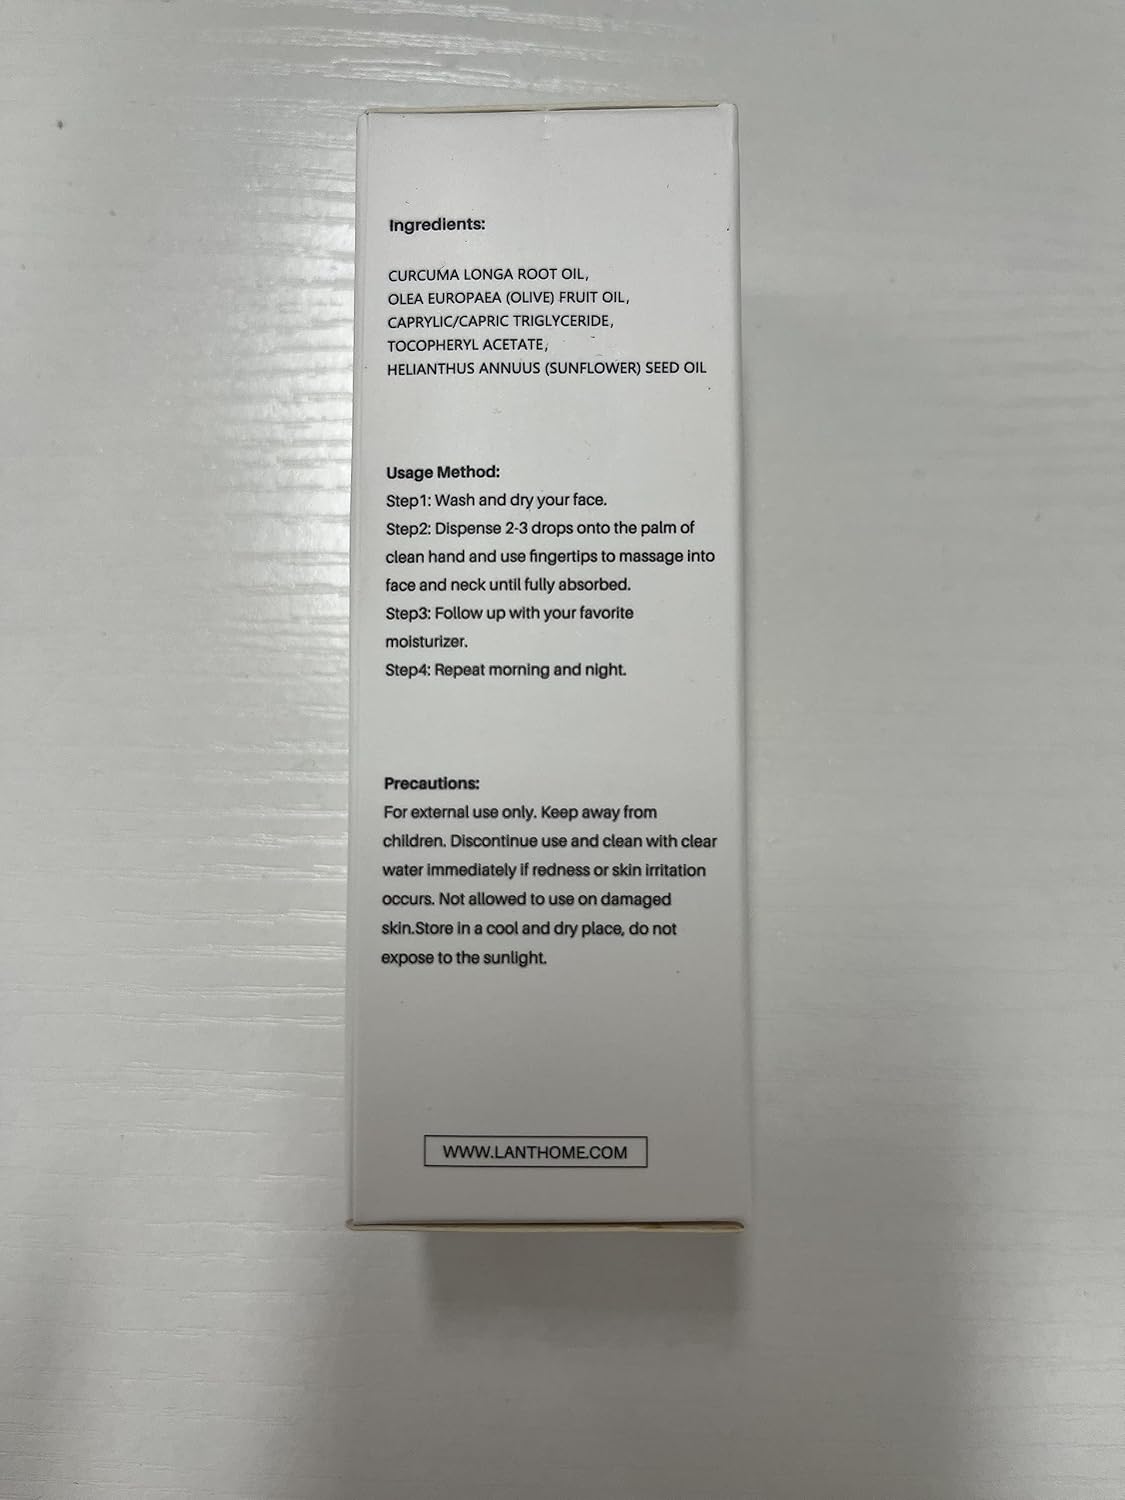 Ingredients:
CURCUMA LONGA ROOT OIL,
OLEA EUROPAEA (OLIVE) FRUIT OIL,
CAPRYLIC/CAPRIC TRIGLYCERIDE,
TOCOPHERYL ACETATE,
HELIANTHUS ANNUUS (SUNFLOWER) SEED OIL
Usage Method:
Step1: Wash and dry your face.
Step2: Dispense 2-3 drops onto the palm of
clean hand and use fingertips to massage into
face and neck until fully absorbed.
Step3: Follow up with your favorite
moisturizer.
Step4: Repeat morning and night.
Precautions:
For external use only. Keep away from
children. Discontinue use and clean with clear
water immediately if redness or skin irritation
occurs. Not allowed to use on damaged
skin.Store in a cool and dry place, do not
expose to the sunlight.
WWW.LANTHOME.COM